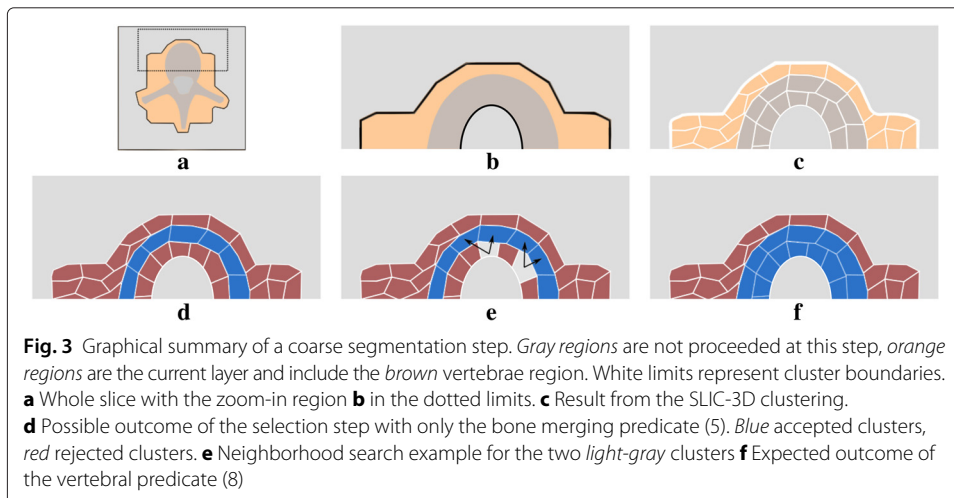 a
b
c
d
e
f
Fig. 3 Graphical summary of a coarse segmentation step. Gray regions are not proceeded at this step, orange
regions are the current layer and include the brown vertebrae region. White limits represent cluster boundaries.
a Whole slice with the zoom-in region b in the dotted limits. c Result from the SLIC-3D clustering.
d Possible outcome of the selection step with only the bone merging predicate (5). Blue accepted clusters,
red rejected clusters. e Neighborhood search example for the two light-gray clusters f Expected outcome of
the vertebral predicate (8)